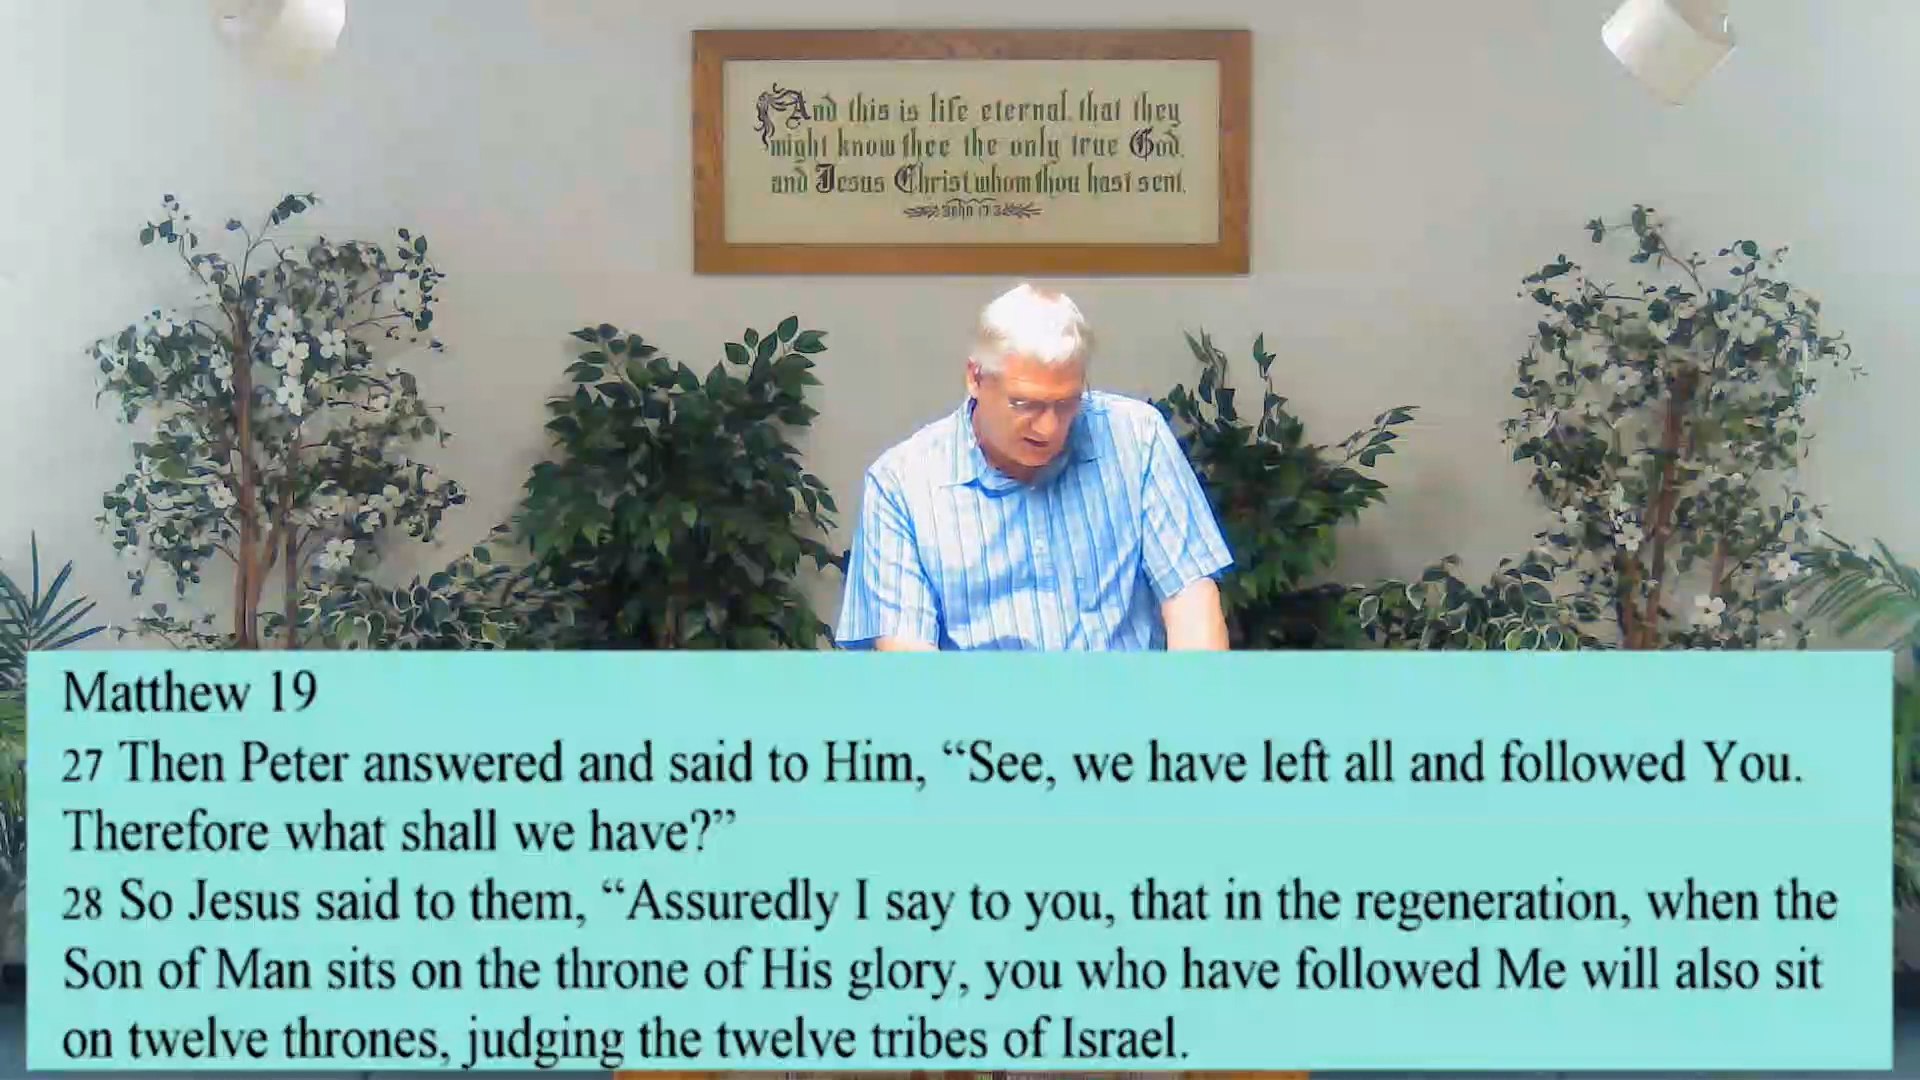 And this is life eternal, that they
might know thee the only true God,
and Jesus Christ, whom thou hast sent.
John 17:3
Matthew 19
27 Then Peter answered and said to Him, “See, we have left all and followed You.
Therefore what shall we have?”
28 So Jesus said to them, “Assuredly I say to you, that in the regeneration, when the
Son of Man sits on the throne of His glory, you who have followed Me will also sit
on twelve thrones, judging the twelve tribes of Israel.